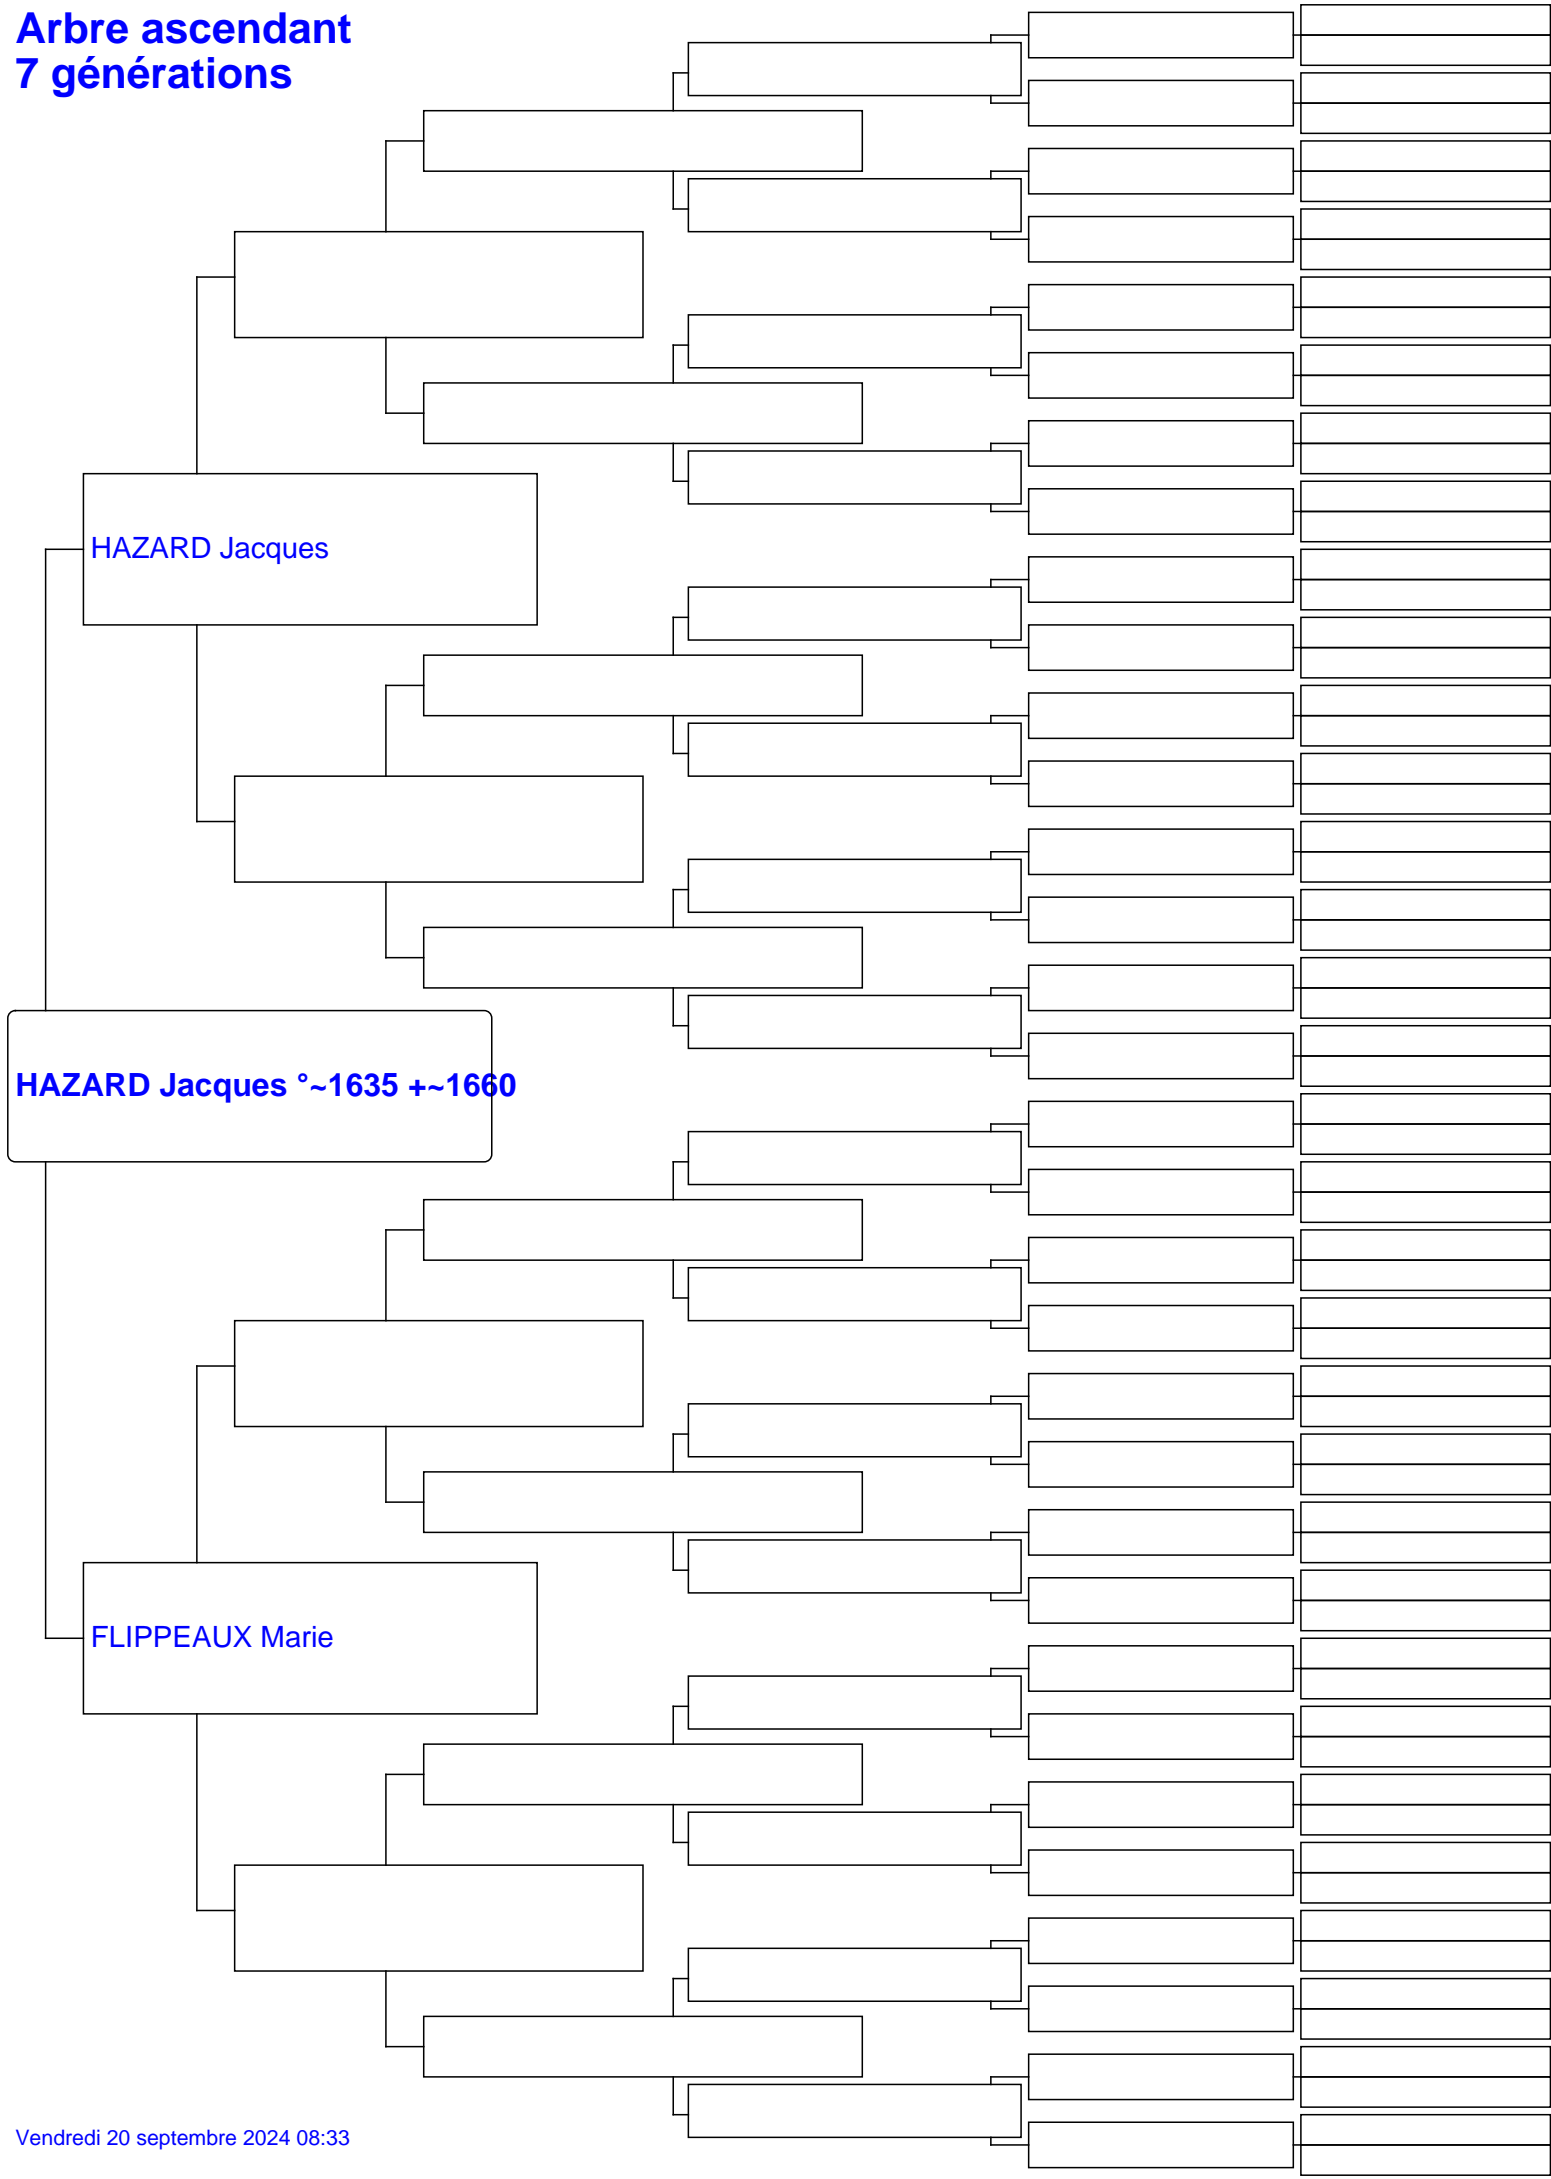 Arbre ascendant
7 générations
HAZARD Jacques
HAZARD Jacques °~1635 +~1660
FLIPPEAUX Marie
Vendredi 20 septembre 2024 08:33